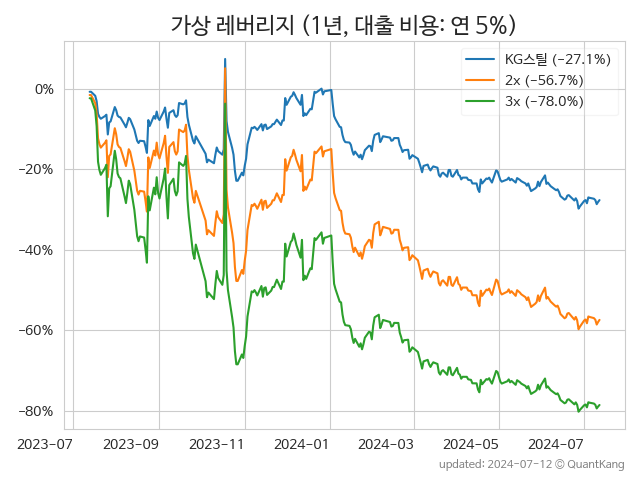 가상 레버리지 (1년, 대출 비용: 연 5%)
KG스틸 (−27.1%)
2x (−56.7%)
3x (−78.0%)
0%
−20%
−40%
−60%
−80%
2023-07 2023-09 2023-11 2024-01 2024-03 2024-05 2024-07
updated: 2024-07-12 © QuantKang